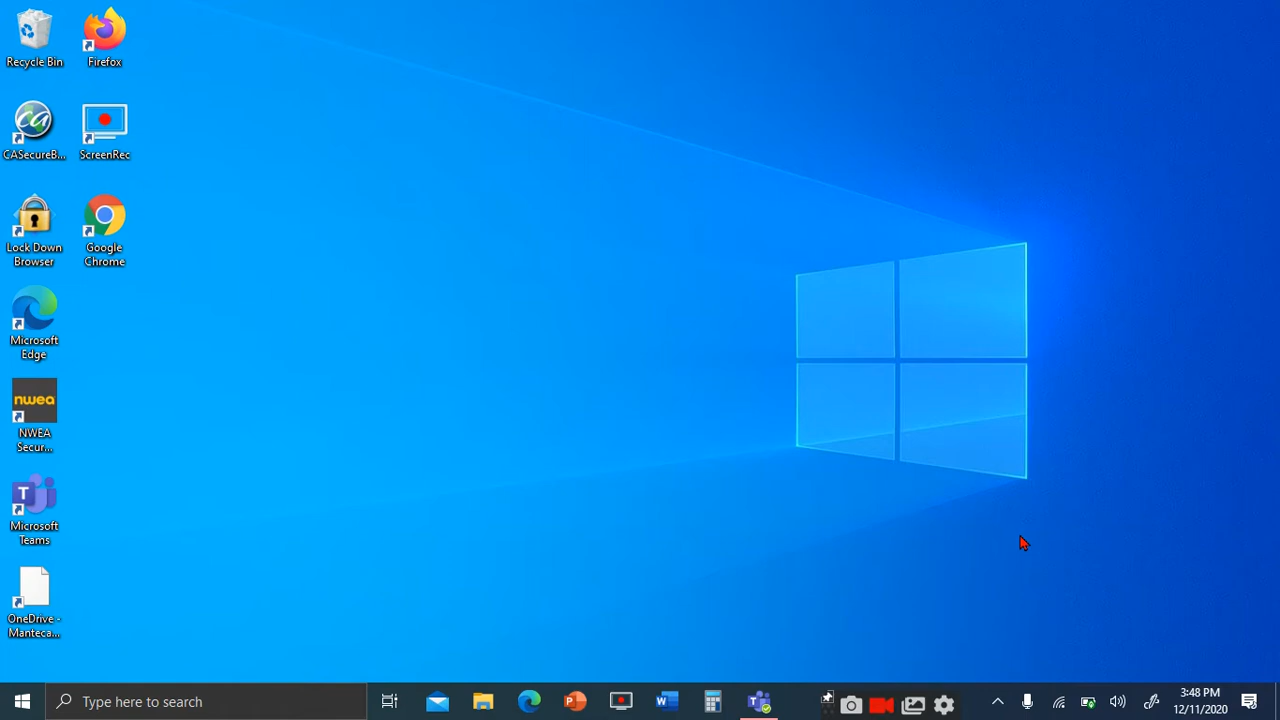 Recycle Bin
Firefox
CASecureB...
ScreenRec
Lock Down
Browser
Google
Chrome
Microsoft
Edge
nwea
NWEA
Secur...
T
Microsoft
Teams
OneDrive -
Manteca...
Type here to search
P
W
T
3:48 PM
12/11/2020